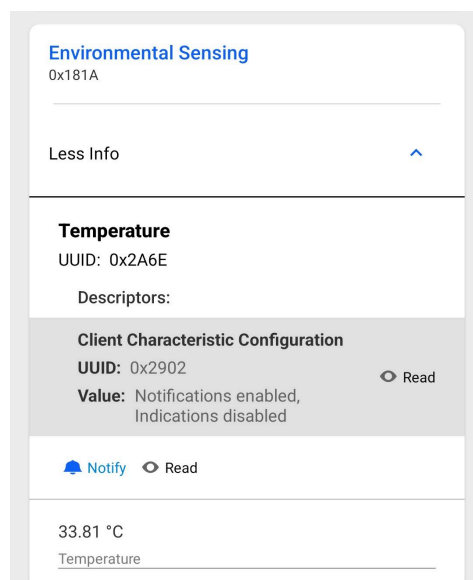 Environmental Sensing
0x181A
Less Info
Temperature
UUID: 0x2A6E
Descriptors:
Client Characteristic Configuration
UUID: 0x2902
Read
Value: Notifications enabled,
Indications disabled
Notify Read
33.81 °C
Temperature